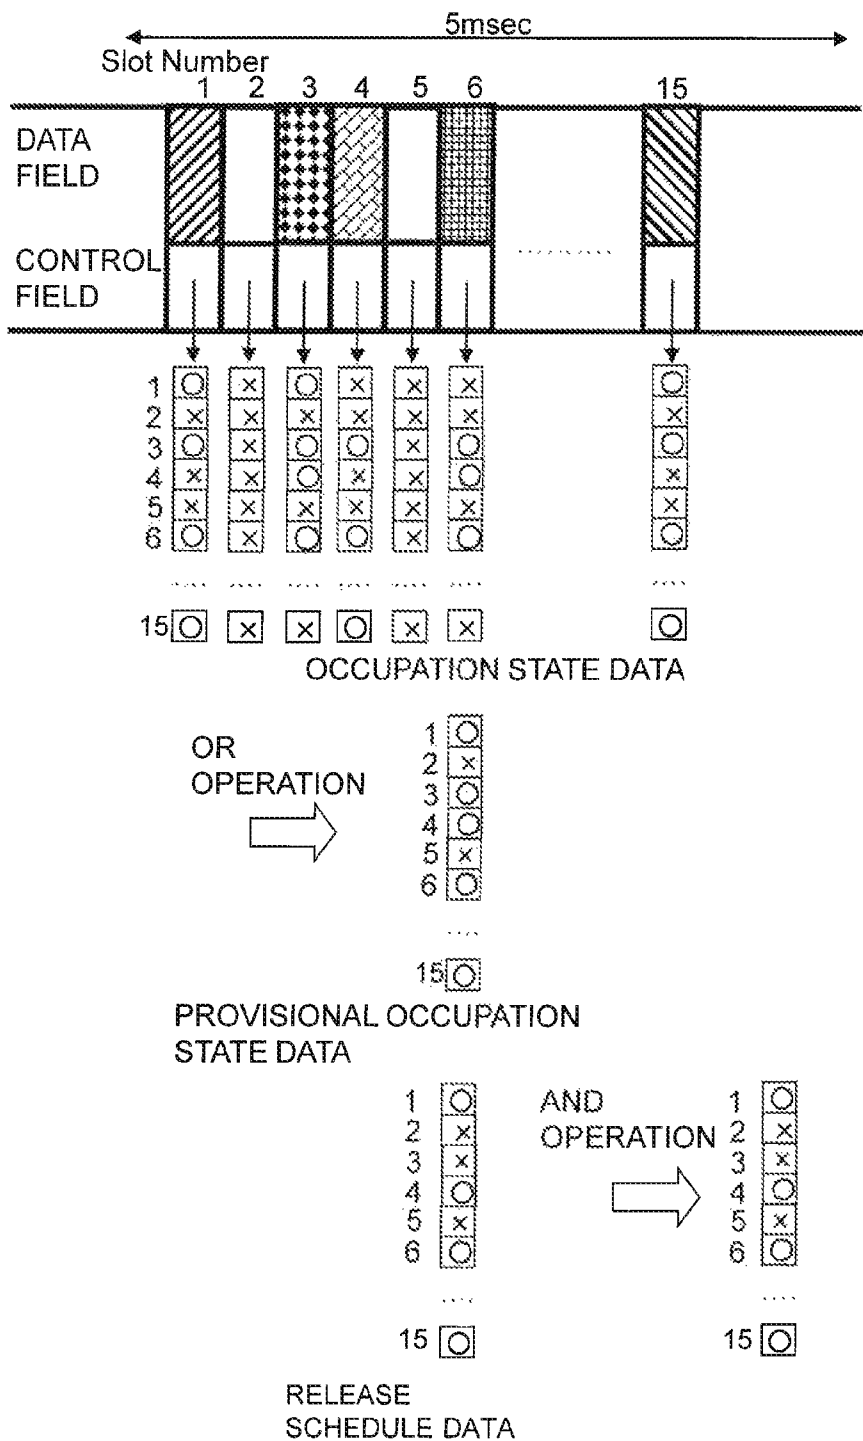 5msec
Slot Number
1 2 3 4 5 6 15
DATA
FIELD
CONTROL
FIELD
1 ○ × ○ × × × ○
2 × × × × × × ×
3 ○ × ○ ○ × ○ ○
4 × × ○ × × ○ ×
5 × × × × × × ×
6 ○ × ○ ○ × ○ ○
..... ..... ..... ..... ..... ..... .....
15 ○ × × ○ × × ○
OCCUPATION STATE DATA
OR
OPERATION
1 ○
2 ×
3 ○
4 ○
5 ×
6 ○
.....
15 ○
PROVISIONAL OCCUPATION
STATE DATA
AND
OPERATION
1 ○ 1 ○
2 × 2 ×
3 × 3 ×
4 ○ 4 ○
5 × 5 ×
6 ○ 6 ○
..... .....
15 ○ 15 ○
RELEASE
SCHEDULE DATA